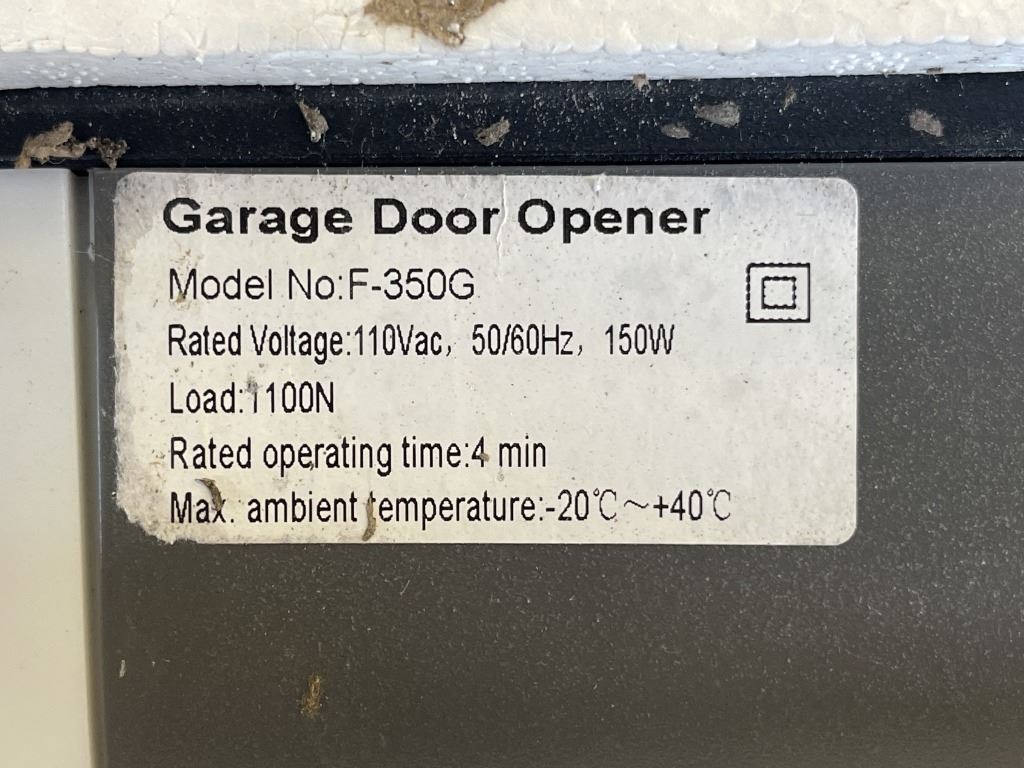 Garage Door Opener
Model No:F-350G
Rated Voltage:110Vac, 50/60Hz, 150W
Load:1100N
Rated operating time:4 min
Max. ambient temperature:-20℃~+40℃